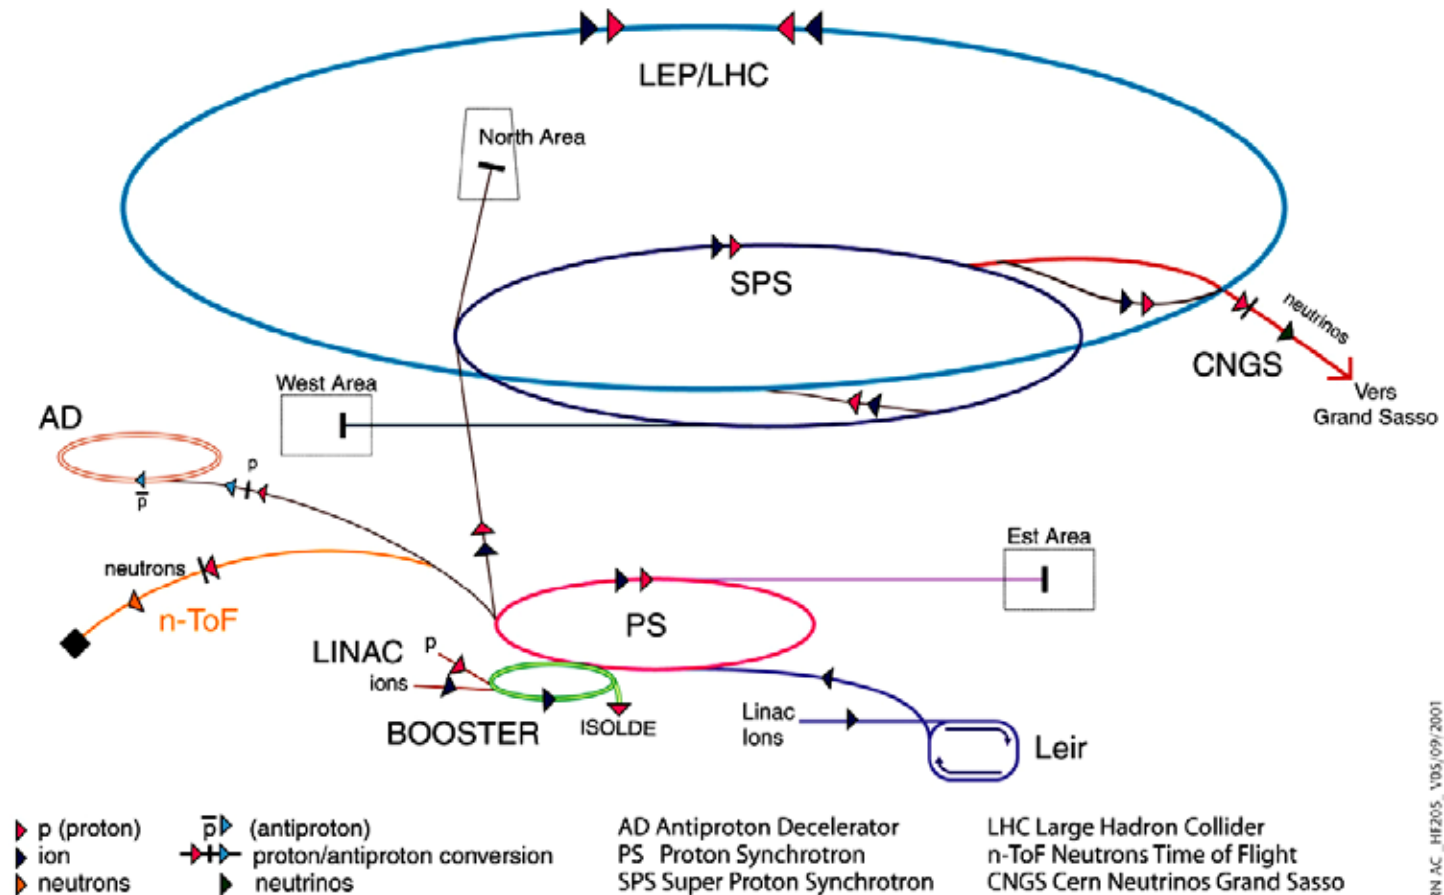 LEP/LHC
North Area
SPS
neutrinos
CNGS
Vers
Grand Sasso
West Area
AD
p
p̅
Est Area
neutrons
n-ToF
PS
LINAC
p
ions
BOOSTER
ISOLDE
Linac
Ions
Leir
p (proton)
ion
neutrons
p̅ (antiproton)
proton/antiproton conversion
neutrinos
AD Antiproton Decelerator
PS Proton Synchrotron
SPS Super Proton Synchrotron
LHC Large Hadron Collider
n-ToF Neutrons Time of Flight
CNGS Cern Neutrinos Grand Sasso
AC_HF205_V05/09/2001